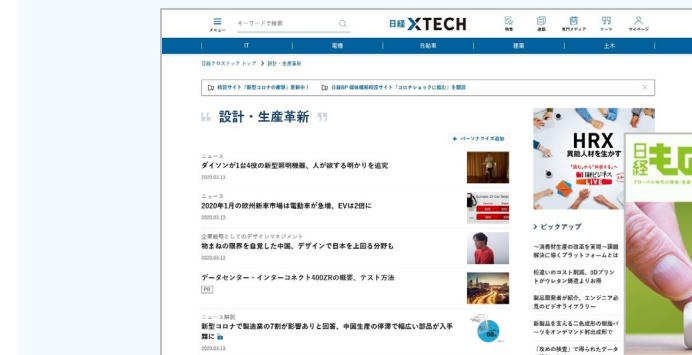 メニュー
キーワードで検索
日経 XTECH
特集
連載
専門メディア
テーマ
マイページ
IT
電機
自動車
建築
土木
日経クロステック トップ > 設計・生産革新
特設サイト「新型コロナの衝撃」更新中！
日経BP 媒体横断特設サイト「コロナショックに挑む」を開設
設計・生産革新
+ パーソナライズ追加
ニュース
ダイソンが1台4役の新型照明機器、人が欲する明かりを追究
2020.03.13
ニュース
2020年1月の欧州新車市場は電動車が急増、EVは2倍に
2020.03.13
企業戦略としてのデザインマネジメント
物まねの限界を自覚した中国、デザインで日本を上回る分野も
2020.03.13
データセンター・インターコネクト400ZRの概要、テスト方法
PR
ニュース解説
新型コロナで製造業の7割が影響ありと回答、中国生産の停滞で幅広い部品が入手
難に
2020.03.13
HRX
異能人材を生かす
日経ビジネス
LIVE
日経もの
ピックアップ
～消費財生産の改革を実現～課題
解決に導くプラットフォームとは
桁違いのコスト削減、3Dプリン
トがウレタン鋳造よりお得
製品開発者が紹介、エンジニア必
見のビデオライブラリー
新製品を支える二色成形の樹脂パ
ーツをオンデマンド射出成形で
「攻めの検査」で得られたデータ